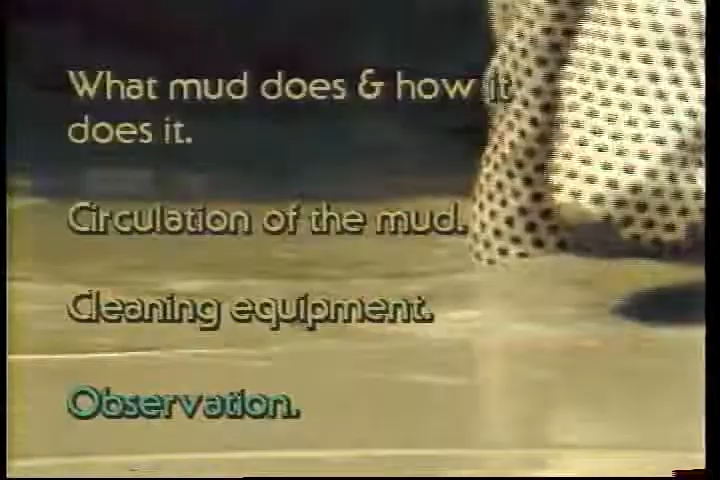 What mud does & how it
does it.
Circulation of the mud.
Cleaning equipment.
Observation.